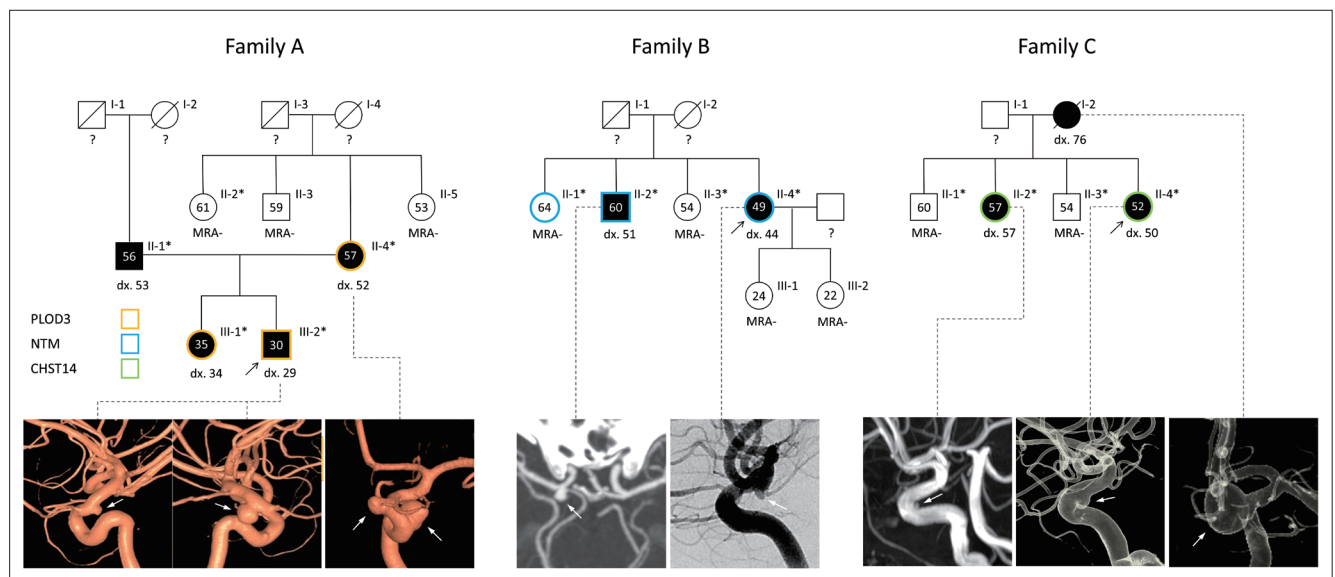 Family A
Family B
Family C
I-1
I-2
I-3
I-4
?
?
?
?
II-2*
II-3
II-5
61
59
53
MRA-
MRA-
MRA-
56
II-1*
57
II-4*
dx. 53
dx. 52
PLOD3
NTM
CHST14
35
III-1*
30
III-2*
dx. 34
dx. 29
I-1
I-2
?
?
64
II-1*
60
II-2*
54
II-3*
49
II-4*
MRA-
dx. 51
MRA-
dx. 44
?
24
III-1
22
III-2
MRA-
MRA-
I-1
I-2
?
dx. 76
60
II-1*
57
II-2*
54
II-3*
52
II-4*
MRA-
dx. 57
MRA-
dx. 50